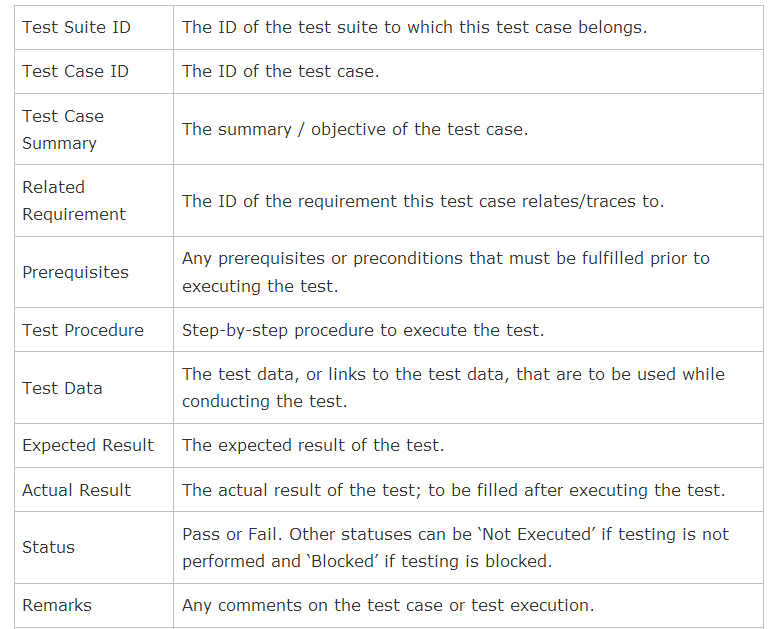 Test Suite ID
The ID of the test suite to which this test case belongs.
Test Case ID
The ID of the test case.
Test Case
Summary
The summary / objective of the test case.
Related
Requirement
The ID of the requirement this test case relates/traces to.
Prerequisites
Any prerequisites or preconditions that must be fulfilled prior to
executing the test.
Test Procedure
Step-by-step procedure to execute the test.
Test Data
The test data, or links to the test data, that are to be used while
conducting the test.
Expected Result
The expected result of the test.
Actual Result
The actual result of the test; to be filled after executing the test.
Status
Pass or Fail. Other statuses can be ‘Not Executed’ if testing is not
performed and ‘Blocked’ if testing is blocked.
Remarks
Any comments on the test case or test execution.